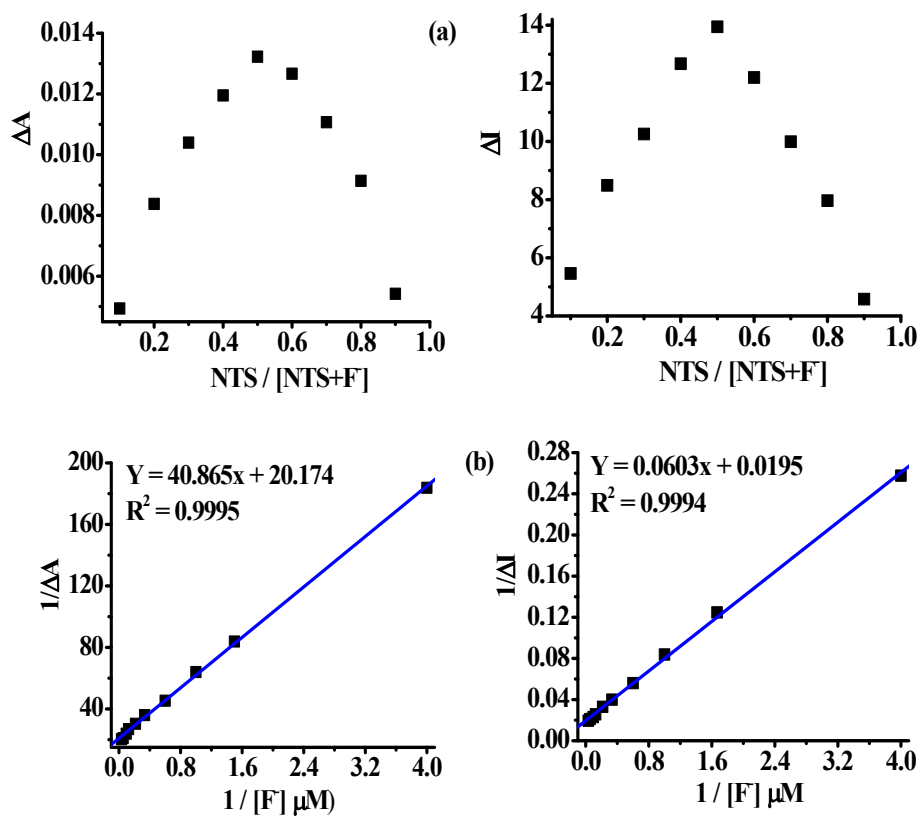 (a)
0.014
0.012
0.010
0.008
0.006
ΔA
0.2 0.4 0.6 0.8 1.0
NTS / [NTS+F-]
14
12
10
8
6
4
ΔI
0.2 0.4 0.6 0.8 1.0
NTS / [NTS+F-]
(b)
Y = 40.865x + 20.174
R² = 0.9995
200
160
120
80
40
1/ΔA
0.0 0.8 1.6 2.4 3.2 4.0
1 / [F-] μM)
Y = 0.0603x + 0.0195
R² = 0.9994
0.28
0.24
0.20
0.16
0.12
0.08
0.04
0.00
1/ΔI
0.0 0.8 1.6 2.4 3.2 4.0
1 / [F-] μM